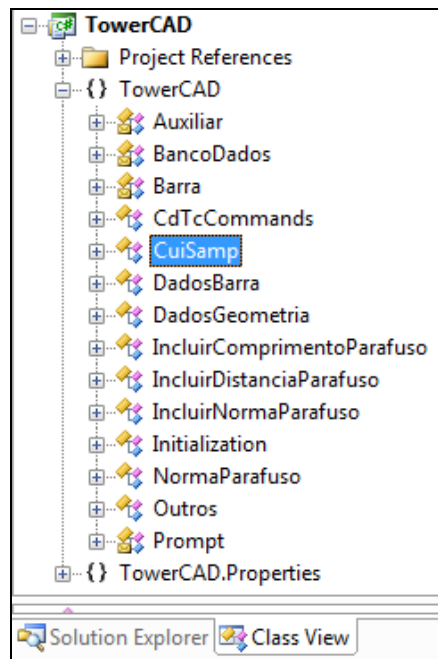 TowerCAD
Project References
{} TowerCAD
Auxiliar
BancoDados
Barra
CdTcCommands
CuiSamp
DadosBarra
DadosGeometria
IncluirComprimentoParafuso
IncluirDistanciaParafuso
IncluirNormaParafuso
Initialization
NormaParafuso
Outros
Prompt
{} TowerCAD.Properties
Solution Explorer Class View